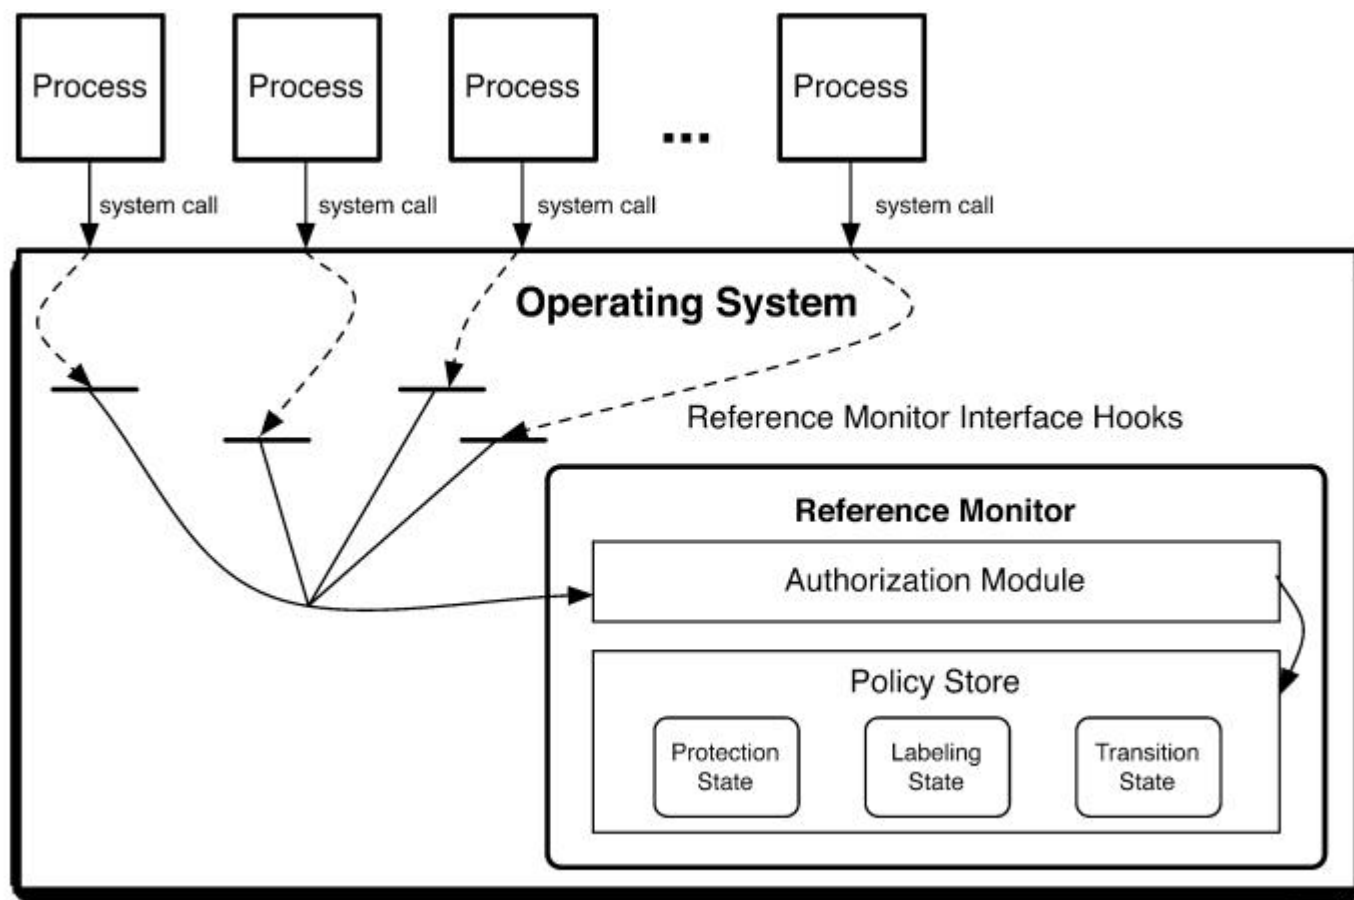 Process
Process
Process
...
Process
system call
system call
system call
system call
Operating System
Reference Monitor Interface Hooks
Reference Monitor
Authorization Module
Policy Store
Protection
State
Labeling
State
Transition
State